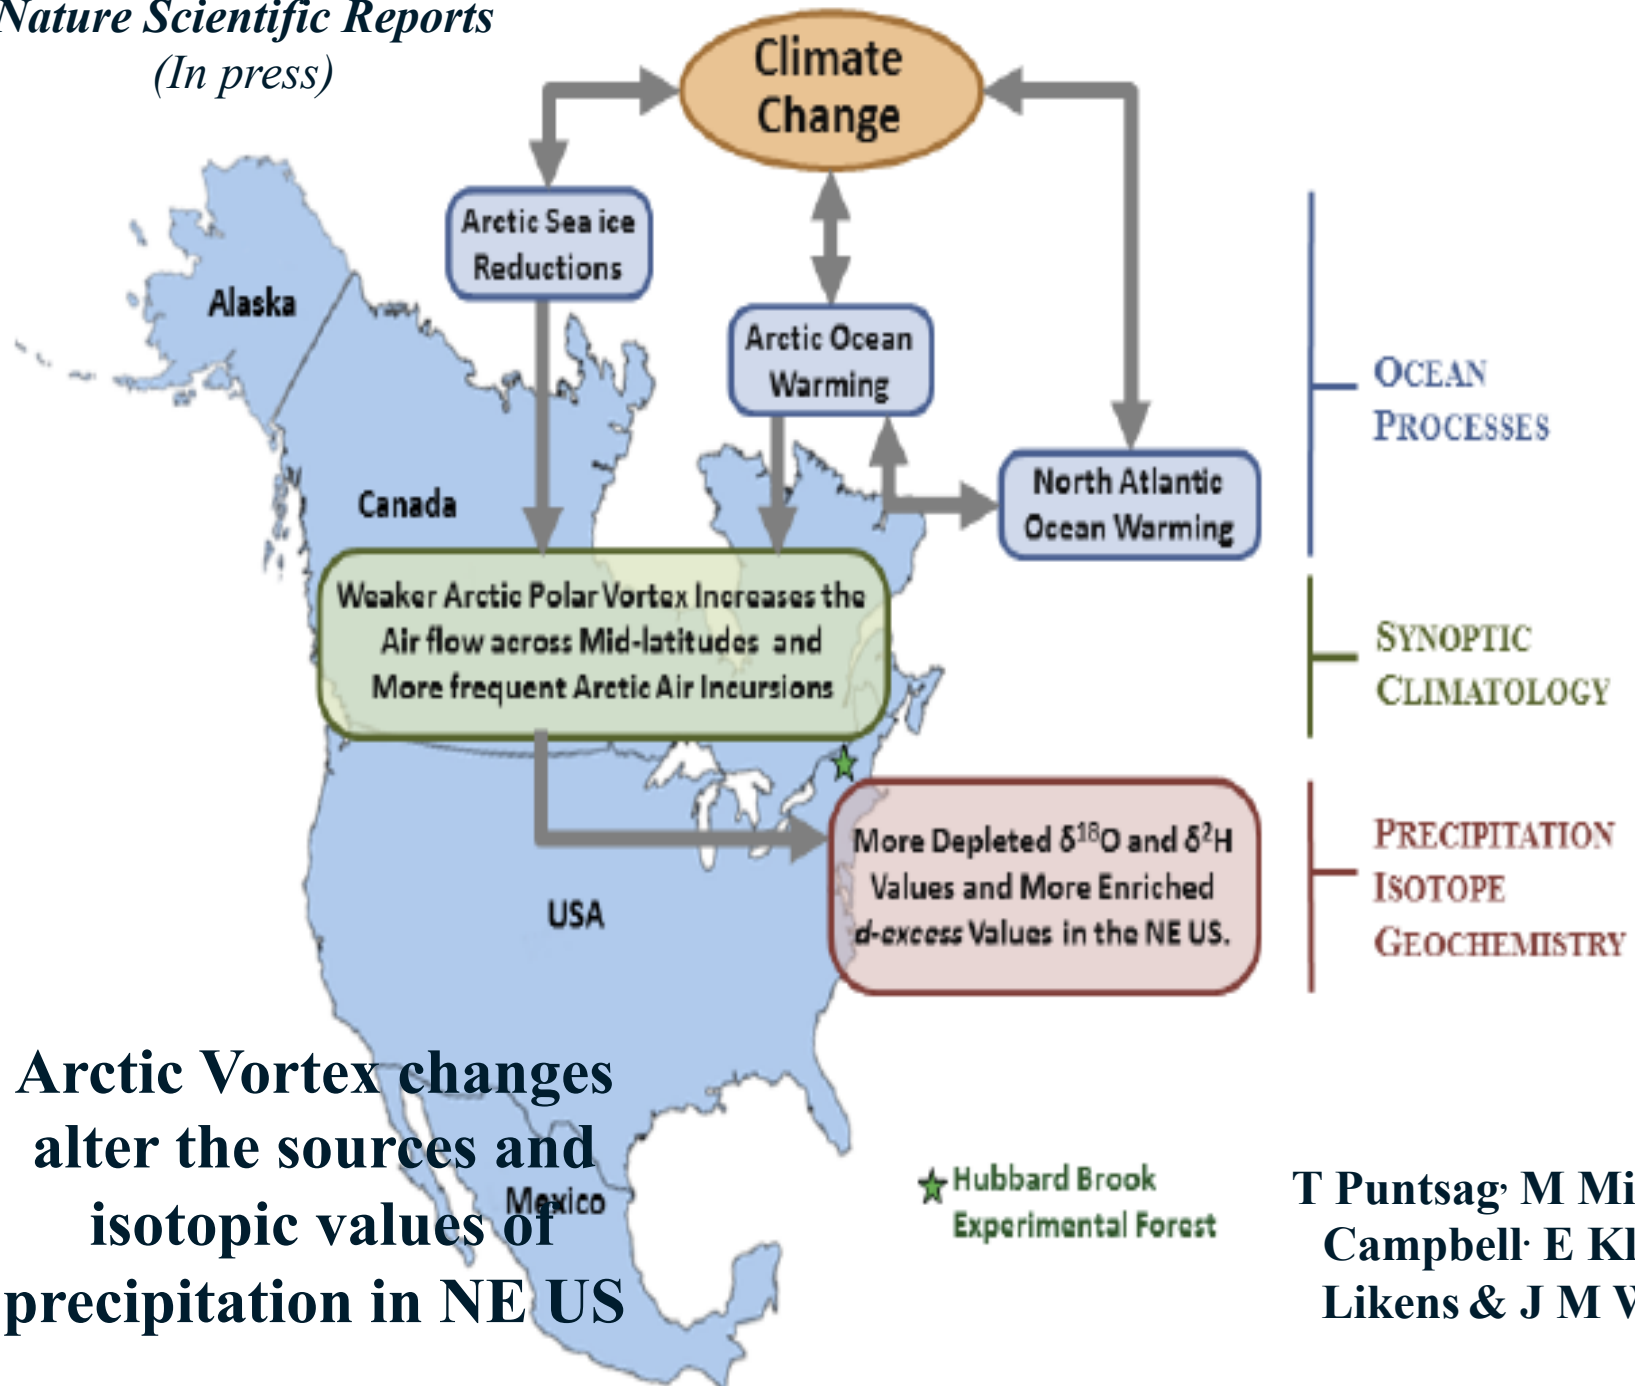 Nature Scientific Reports
(In press)
Climate
Change
Arctic Sea ice
Reductions
Alaska
Arctic Ocean
Warming
OCEAN
PROCESSES
Canada
North Atlantic
Ocean Warming
Weaker Arctic Polar Vortex Increases the
Air flow across Mid-latitudes and
More frequent Arctic Air Incursions
SYNOPTIC
CLIMATOLOGY
More Depleted δ¹⁸O and δ²H
Values and More Enriched
d-excess Values in the NE US.
PRECIPITATION
ISOTOPE
GEOCHEMISTRY
USA
Arctic Vortex changes
alter the sources and
isotopic values of
precipitation in NE US
Mexico
Hubbard Brook
Experimental Forest
T Puntsag, M
Campbell. E
Likens & J M